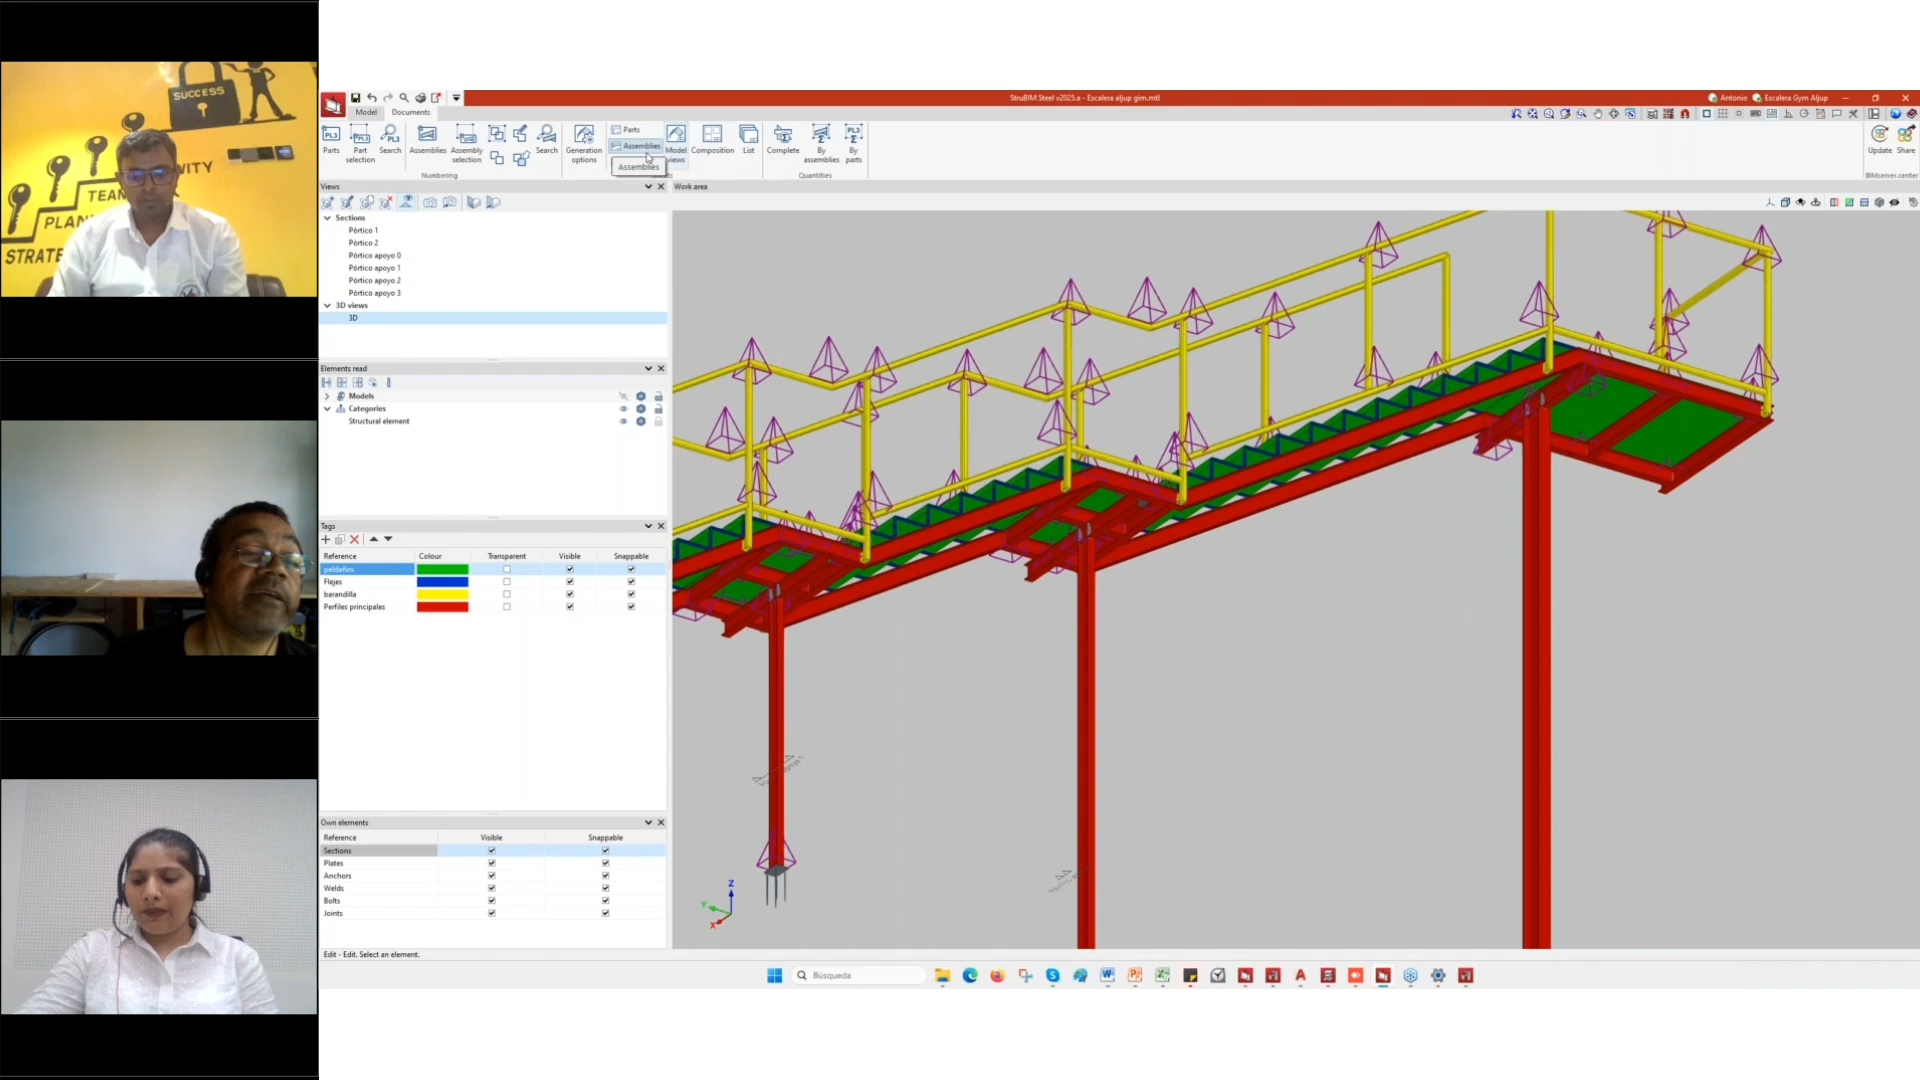 SUCCESS
VITY
TEAM
PLAN
STRATE
StruBIM Steel v2025.a - Escalera aljup gim.mtl
Antonio
Escalera Gym Aljup
Model
Documents
Parts
Part selection
Search
Assemblies
Assembly selection
Search
Numbering
Generation options
Parts
Assemblies
Assemblies
Model views
Composition
List
Complete
By assemblies
By parts
Quantities
Update
Share
BIMserver.center
Views
Work area
Sections
Pórtico 1
Pórtico 2
Pórtico apoyo 0
Pórtico apoyo 1
Pórtico apoyo 2
Pórtico apoyo 3
3D views
3D
Elements read
Models
Categories
Structural element
Tags
Reference Colour Transparent Visible Snappable
peldaños
Flejes
barandilla
Perfiles principales
Own elements
Reference Visible Snappable
Sections
Plates
Anchors
Welds
Bolts
Joints
Z
Y
X
Edit - Edit. Select an element.
Búsqueda